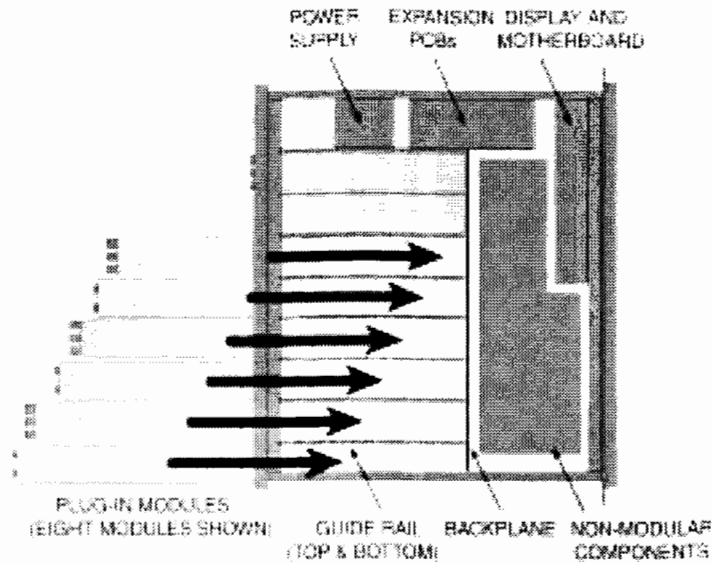 POWER SUPPLY
EXPANSION PCBs
DISPLAY AND MOTHERBOARD
PLUG-IN MODULES
(EIGHT MODULES SHOWN)
GUIDE RAIL
(TOP & BOTTOM)
BACKPLANE
NON-MODULAR
COMPONENTS